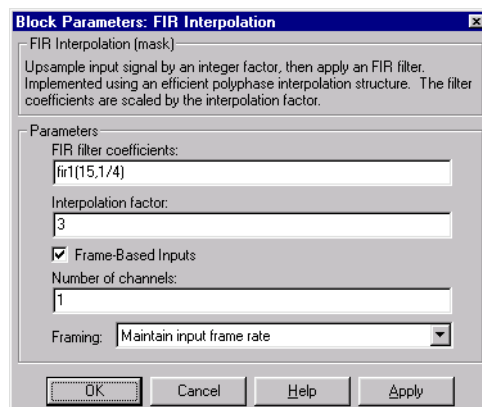 Block Parameters: FIR Interpolation
FIR Interpolation (mask)
Upsample input signal by an integer factor, then apply an FIR filter.
Implemented using an efficient polyphase interpolation structure. The filter
coefficients are scaled by the interpolation factor.
Parameters
FIR filter coefficients:
fir1(15,1/4)
Interpolation factor:
3
Frame-Based Inputs
Number of channels:
1
Framing: Maintain input frame rate
OK Cancel Help Apply